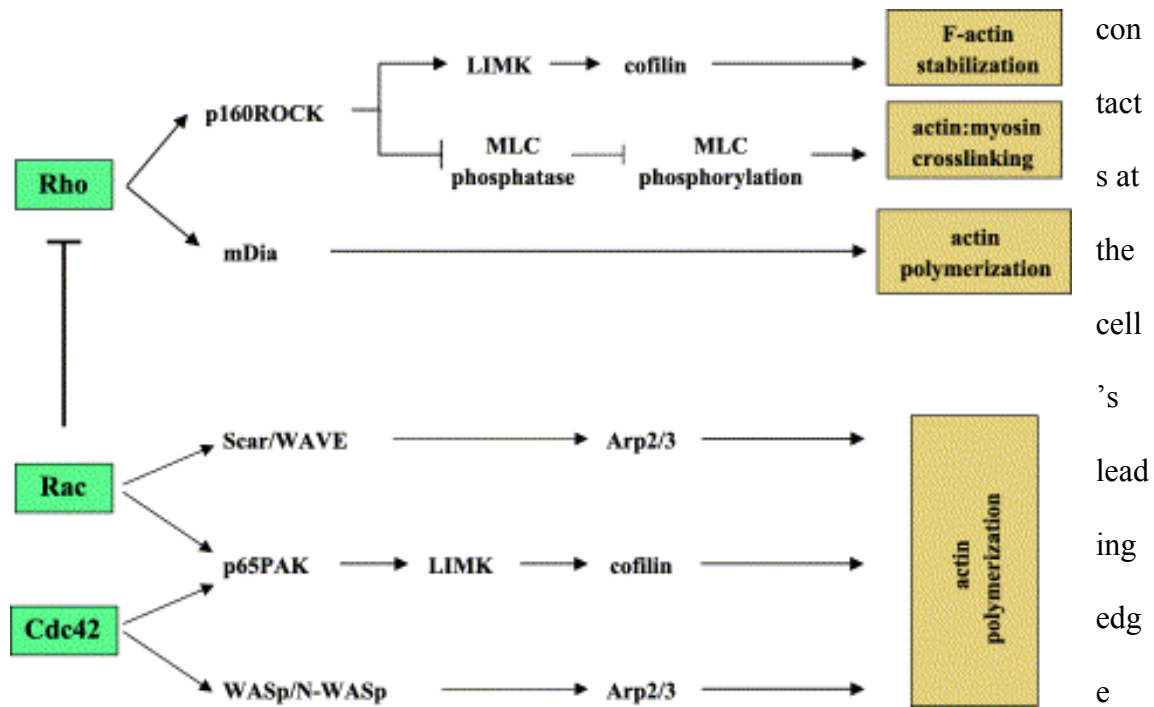 F-actin
stabilization
LIMK
cofilin
p160ROCK
actin:myosin
crosslinking
MLC
phosphatase
MLC
phosphorylation
Rho
mDia
actin
polymerization
Scar/WAVE
Arp2/3
Rac
p65PAK
LIMK
cofilin
actin
polymerization
Cdc42
WASp/N-WASp
Arp2/3
con
tact
s at
the
cell
’s
lead
ing
edg
e